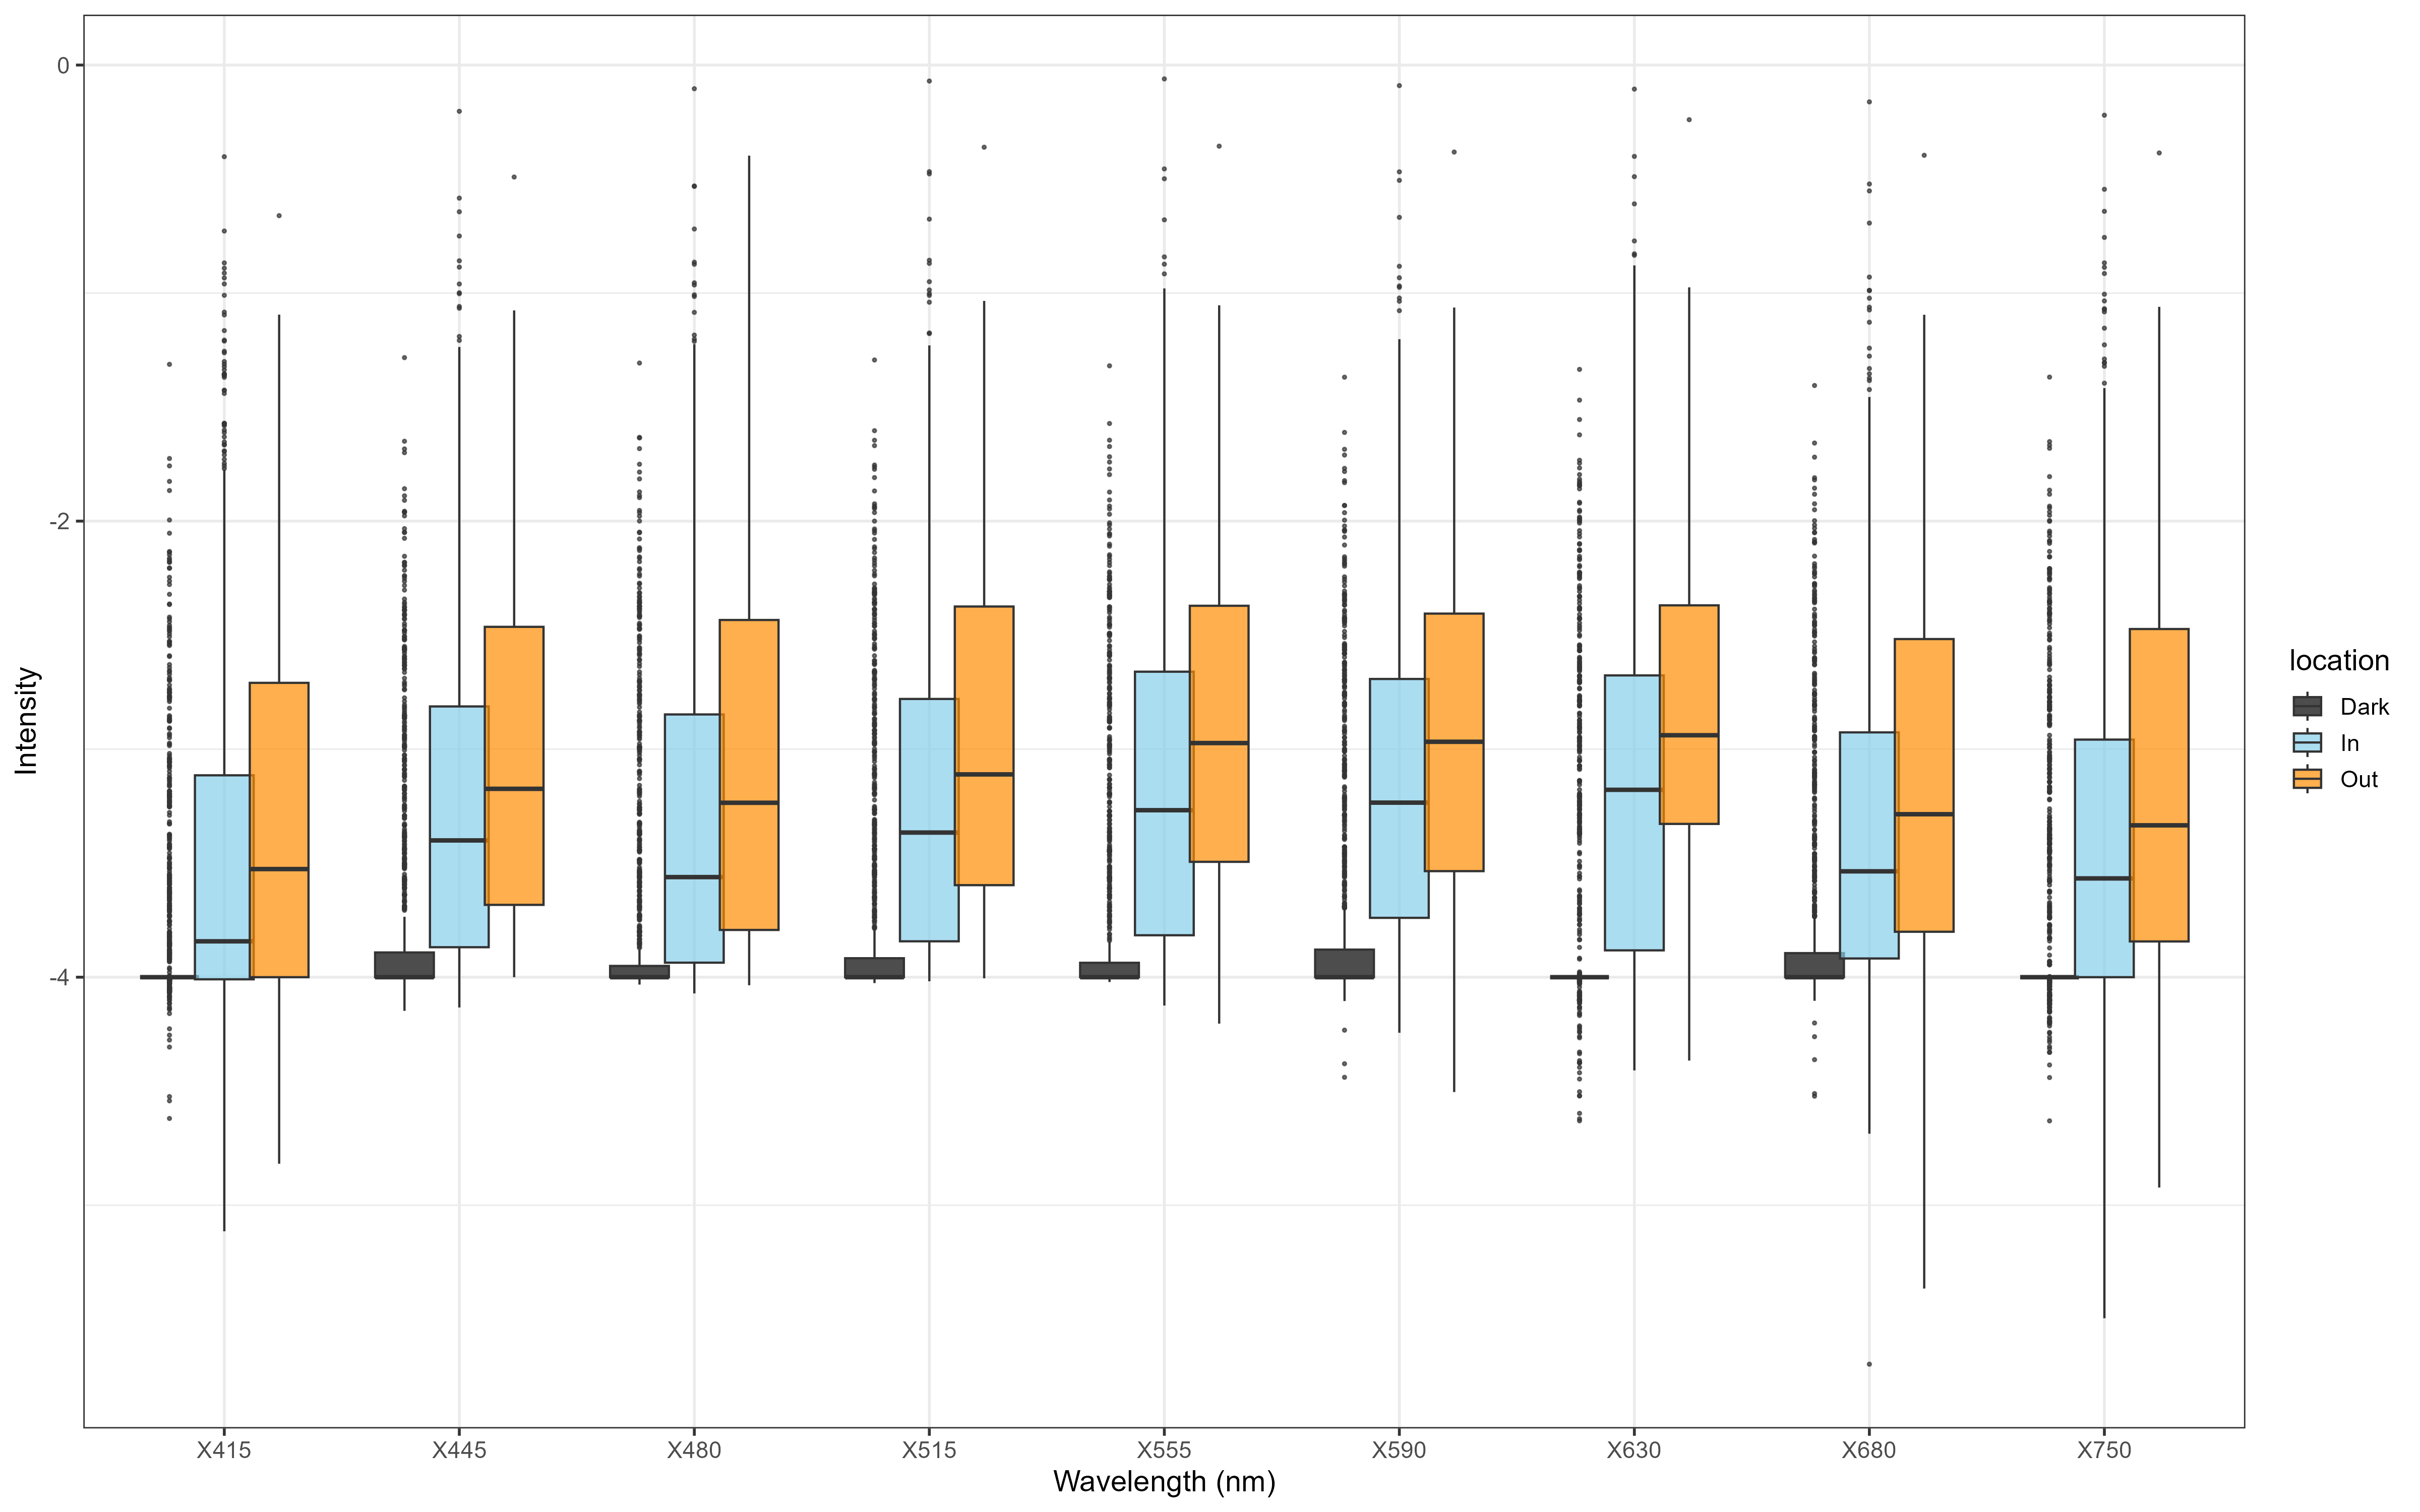 0
-2
-4
Intensity
X415
X445
X480
X515
X555
X590
X630
X680
X750
Wavelength (nm)
location
Dark
In
Out